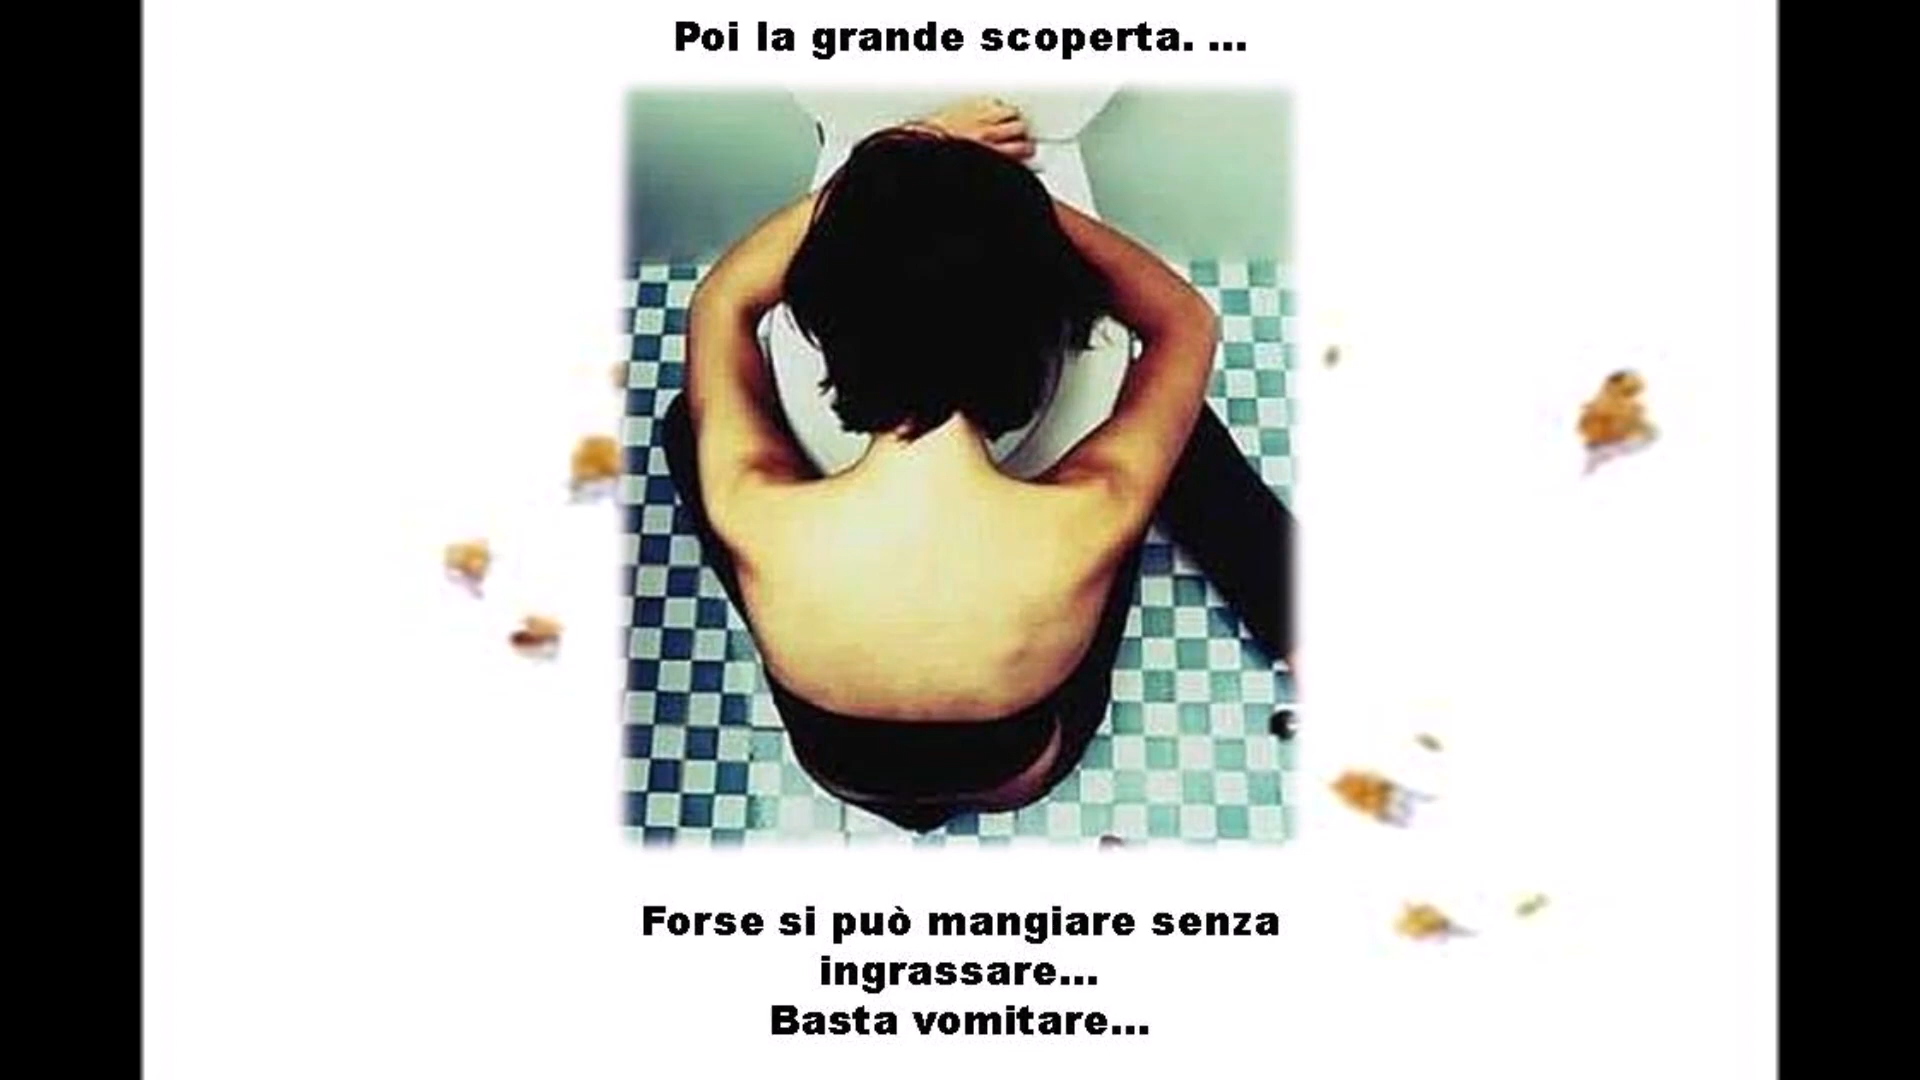 Poi la grande scoperta. ...
Forse si può mangiare senza
ingrassare...
Basta vomitare...